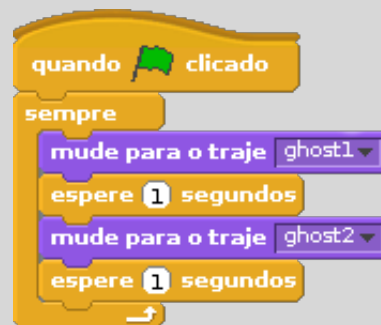 quando clicado
sempre
mude para o traje ghost1
espere 1 segundos
mude para o traje ghost2
espere 1 segundos